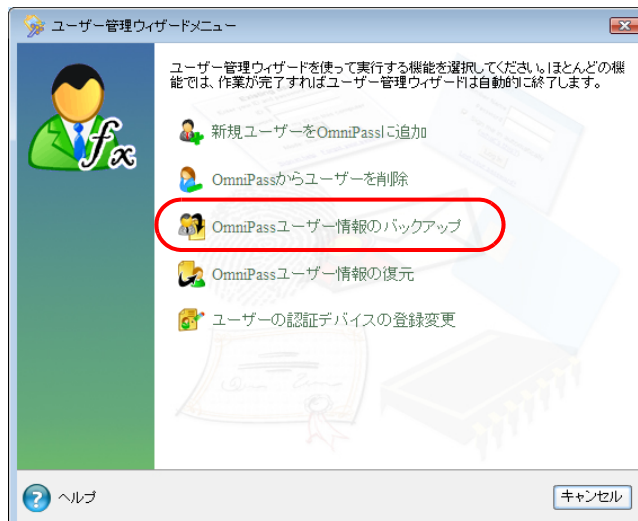 ユーザー管理ウィザードメニュー
ユーザー管理ウィザードを使って実行する機能を選択してください。ほとんどの機
能では、作業が完了すればユーザー管理ウィザードは自動的に終了します。
fx
新規ユーザーをOmniPassに追加
OmniPassからユーザーを削除
OmniPassユーザー情報のバックアップ
OmniPassユーザー情報の復元
ユーザーの認証デバイスの登録変更
? ヘルプ
キャンセル